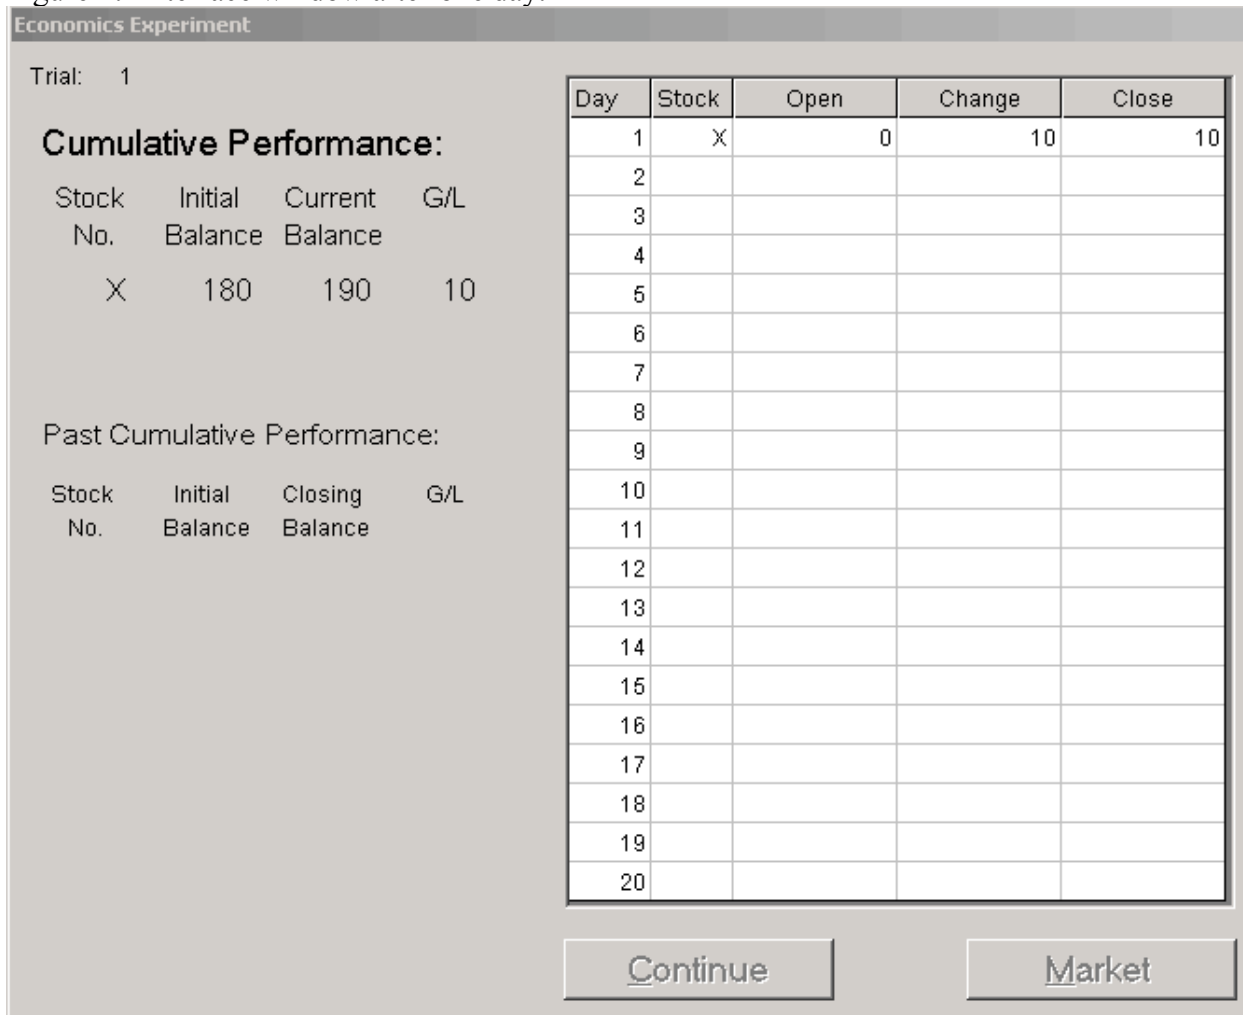 Economics Experiment
Trial: 1
Cumulative Performance:
Stock Initial Current G/L
No. Balance Balance
X 180 190 10
Past Cumulative Performance:
Stock Initial Closing G/L
No. Balance Balance
Day Stock Open Change Close
1 X 0 10 10
2
3
4
5
6
7
8
9
10
11
12
13
14
15
16
17
18
19
20
Continue Market